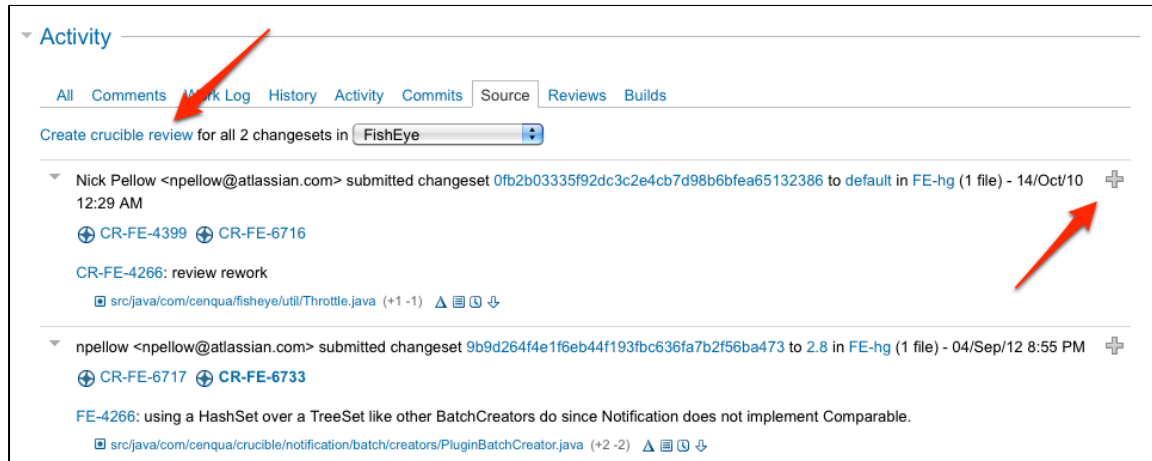 Activity
All Comments Work Log History Activity Commits Source Reviews Builds
Create crucible review for all 2 changesets in FishEye
Nick Pellow <npellow@atlassian.com> submitted changeset 0fb2b03335f92dc3c2e4cb7d98b6bfea65132386 to default in FE-hg (1 file) - 14/Oct/10
12:29 AM
CR-FE-4399 CR-FE-6716
CR-FE-4266: review rework
src/java/com/cenqua/fisheye/util/Throttle.java (+1 -1)
npellow <npellow@atlassian.com> submitted changeset 9b9d264f4e1f6eb44f193fbc636fa7b2f56ba473 to 2.8 in FE-hg (1 file) - 04/Sep/12 8:55 PM
CR-FE-6717 CR-FE-6733
FE-4266: using a HashSet over a TreeSet like other BatchCreators do since Notification does not implement Comparable.
src/java/com/cenqua/crucible/notification/batch/creators/PluginBatchCreator.java (+2 -2)